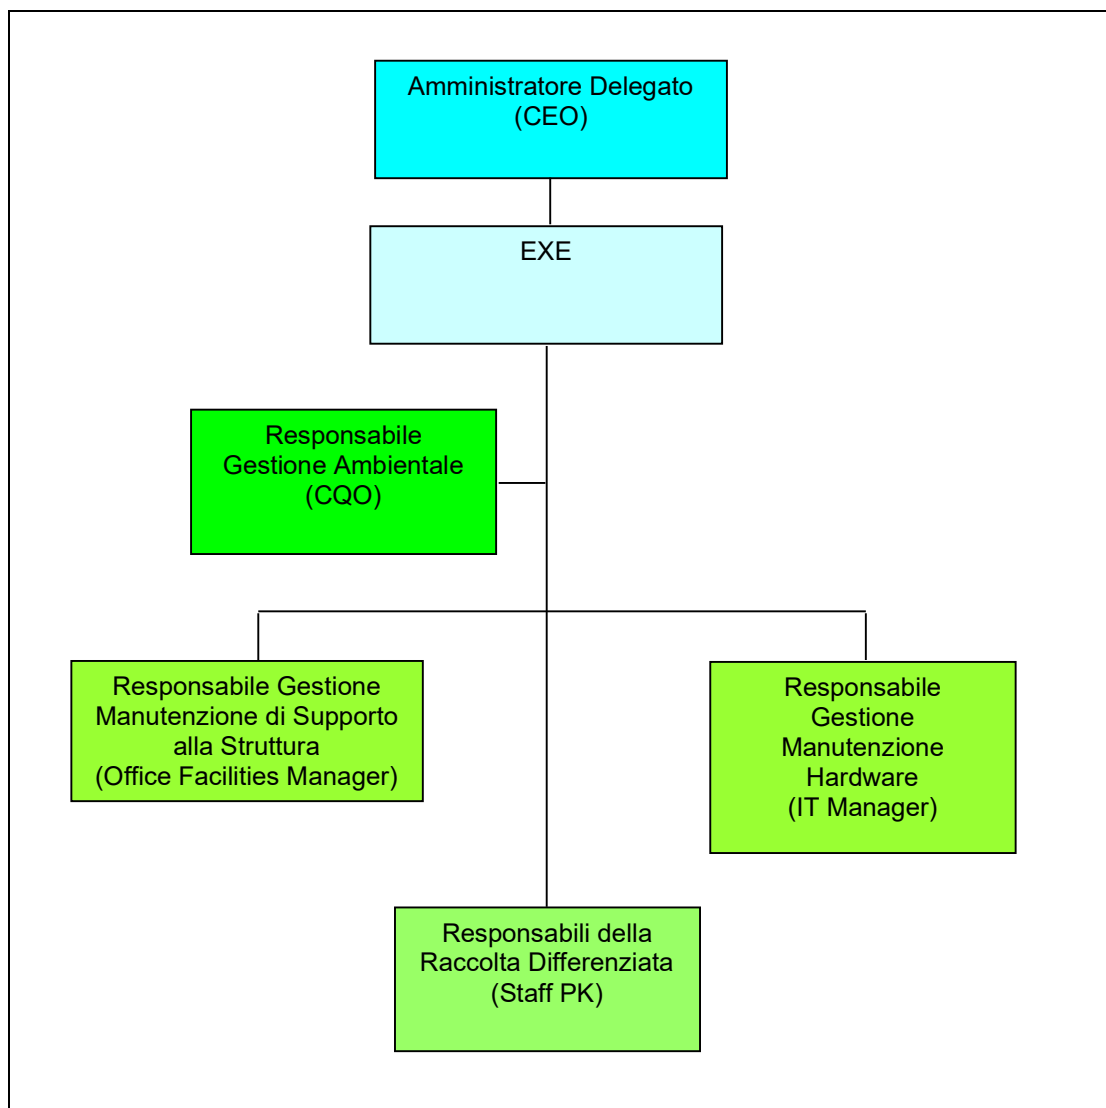 Amministratore Delegato
(CEO)
EXE
Responsabile
Gestione Ambientale
(CQO)
Responsabile Gestione
Manutenzione di Supporto
alla Struttura
(Office Facilities Manager)
Responsabile
Gestione
Manutenzione
Hardware
(IT Manager)
Responsabili della
Raccolta Differenziata
(Staff PK)